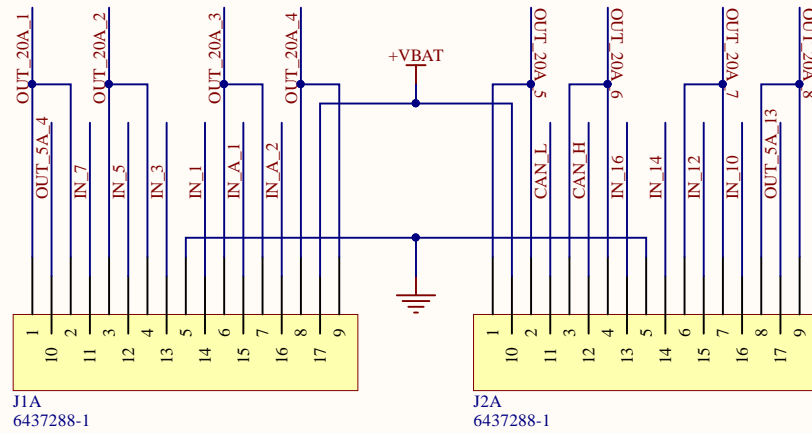 OUT_20A_1
OUT_20A_2
OUT_20A_3
OUT_20A_4
+VBAT
OUT_20A_5
OUT_20A_6
OUT_20A_7
OUT_20A_8
OUT_5A_4
IN_7
IN_5
IN_3
IN_1
IN_A_1
IN_A_2
CAN_L
CAN_H
IN_16
IN_14
IN_12
IN_10
OUT_5A_13
1 10 2 11 3 12 4 13 5 14 6 15 7 16 8 17 9
1 10 2 11 3 12 4 13 5 14 6 15 7 16 8 17 9
J1A
6437288-1
J2A
6437288-1